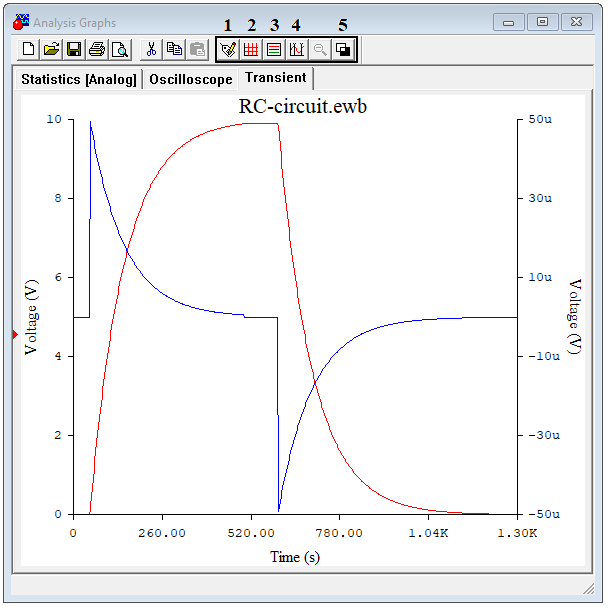 Analysis Graphs
1 2 3 4 5
Statistics [Analog] Oscilloscope Transient
RC-circuit.ewb
10 50u
8 30u
6 10u
4 -10u
2 -30u
0 -50u
Voltage (V)
Voltage (V)
0 260.00 520.00 780.00 1.04K 1.30K
Time (s)